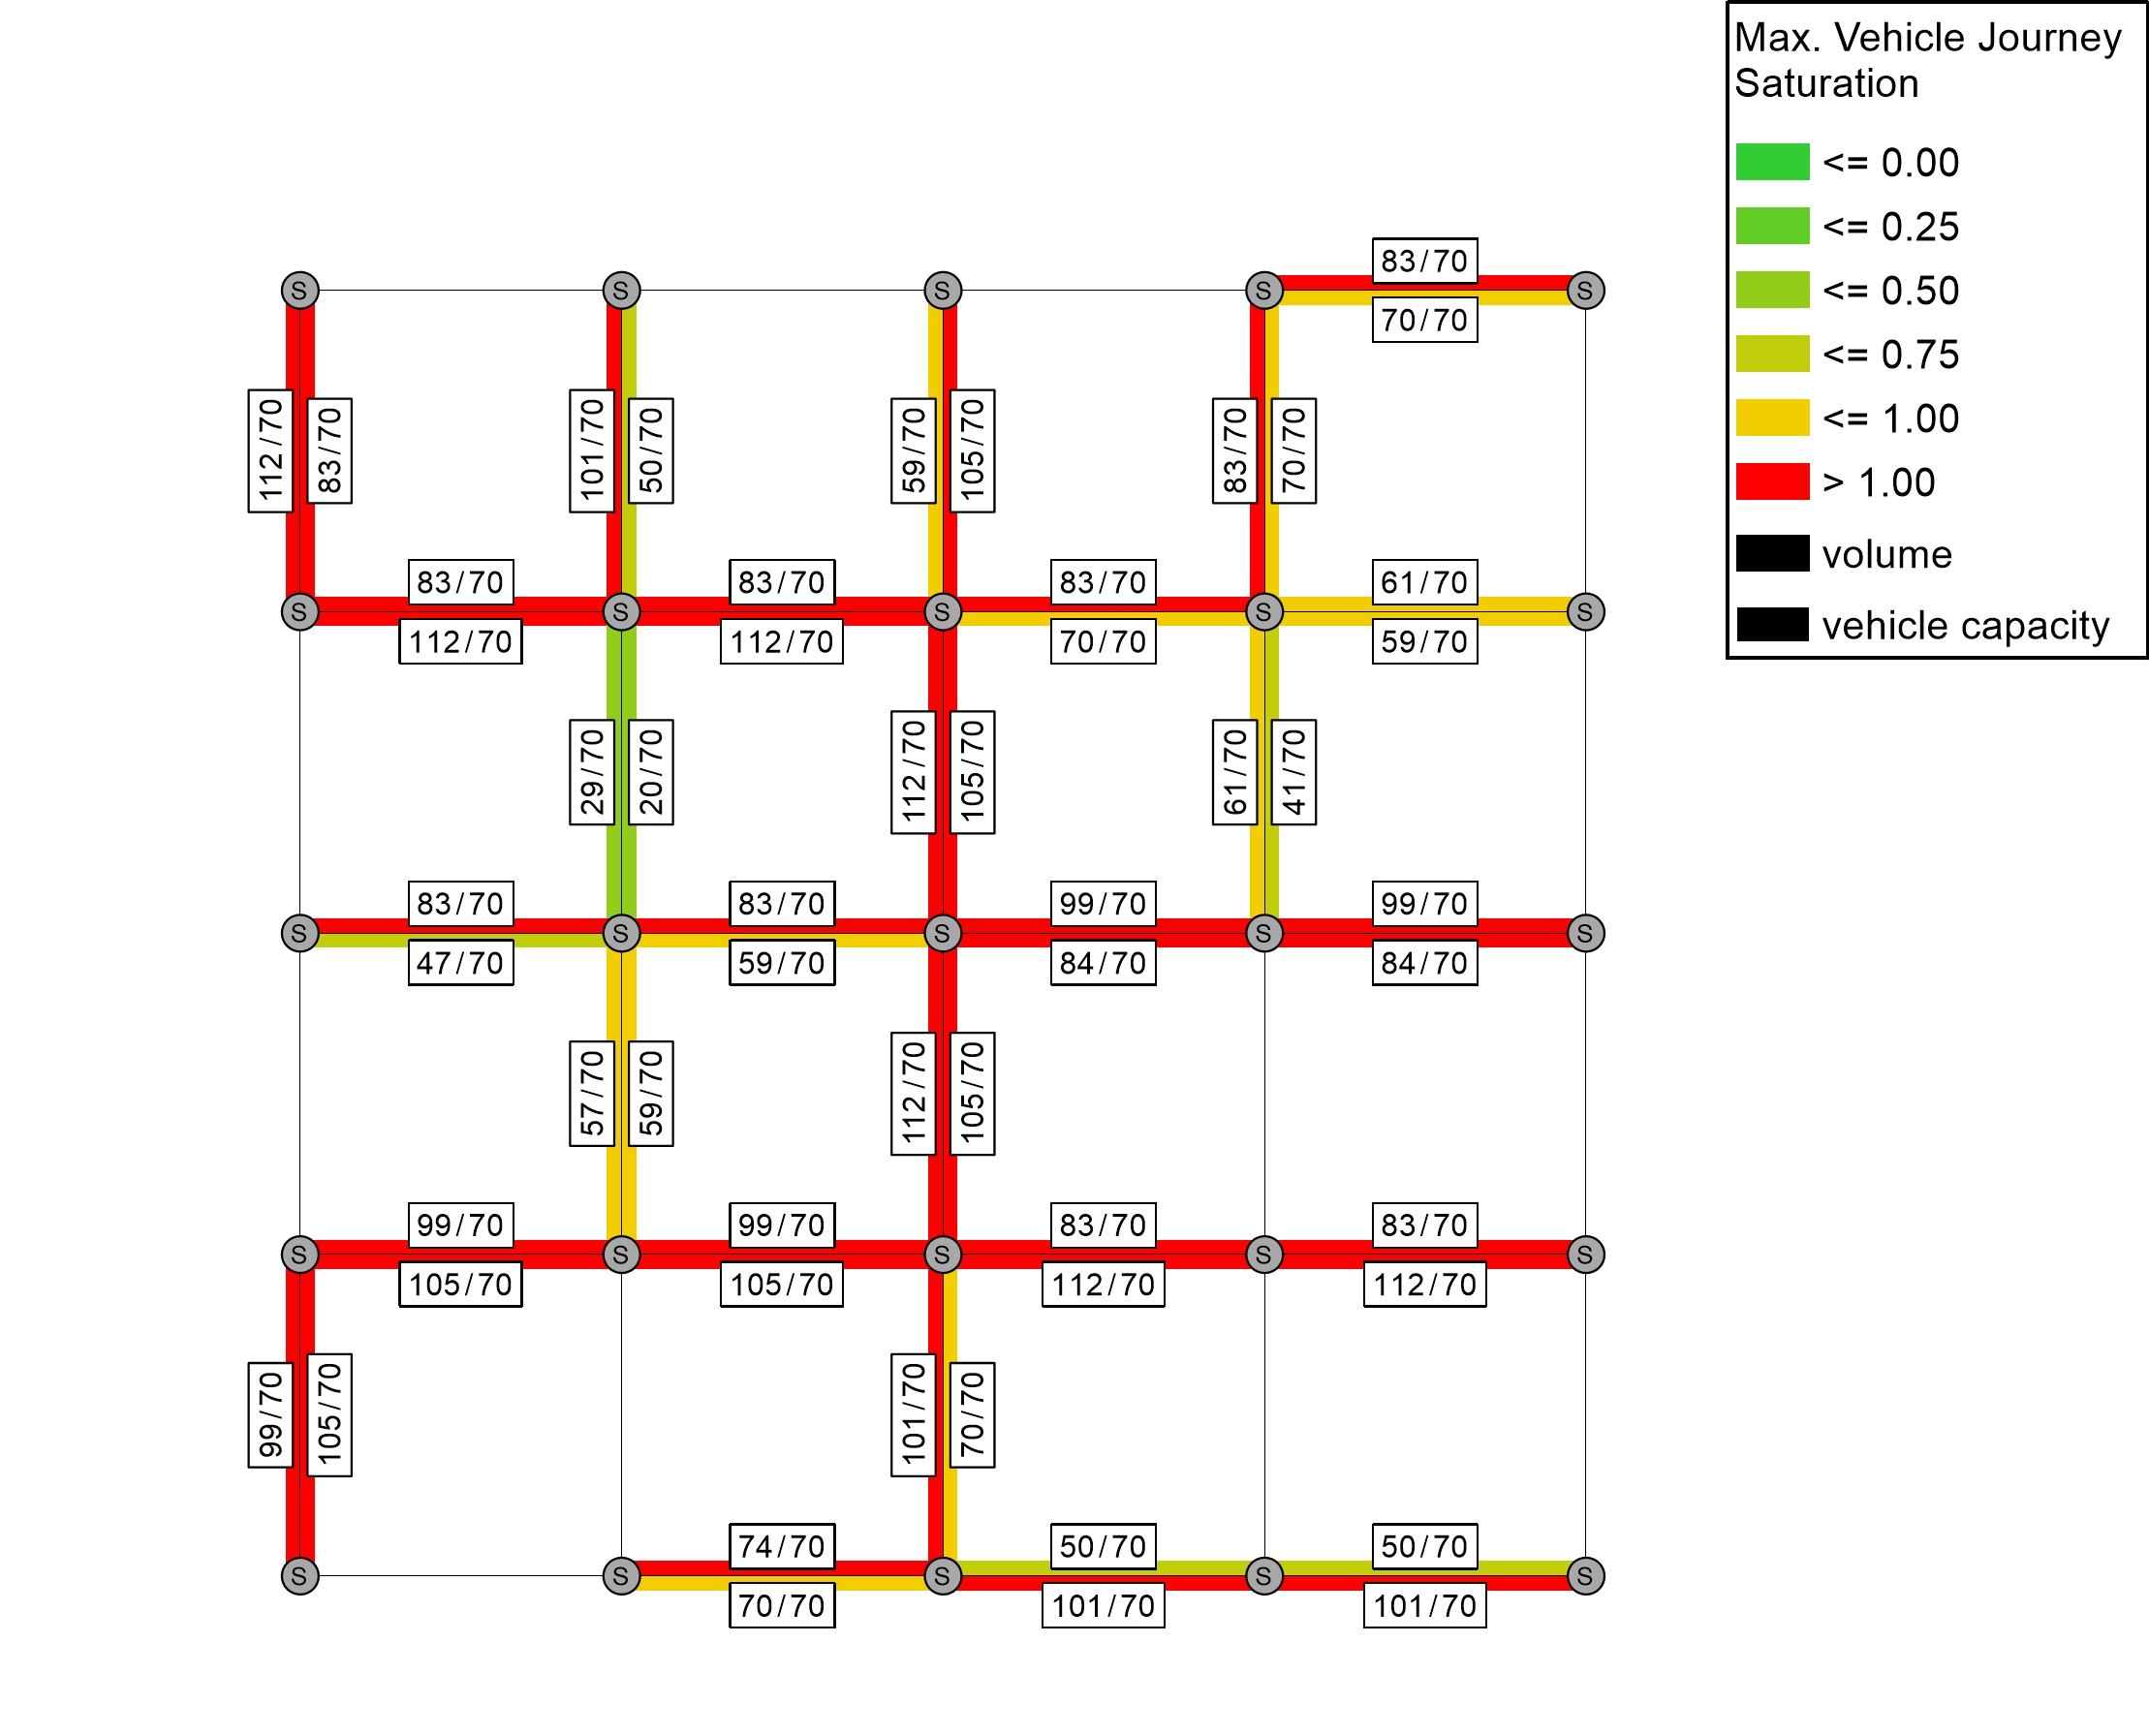 Max. Vehicle Journey
Saturation
<= 0.00
<= 0.25
<= 0.50
<= 0.75
<= 1.00
> 1.00
volume
vehicle capacity
83/70
S
S
S
S
S
70/70
112/70
83/70
101/70
50/70
59/70
105/70
83/70
70/70
83/70
83/70
83/70
61/70
S
S
S
S
S
112/70
112/70
70/70
59/70
29/70
20/70
112/70
105/70
61/70
41/70
83/70
83/70
99/70
99/70
S
S
S
S
S
47/70
59/70
84/70
84/70
57/70
59/70
112/70
105/70
99/70
99/70
83/70
83/70
S
S
S
S
S
105/70
105/70
112/70
112/70
99/70
105/70
101/70
70/70
74/70
50/70
50/70
S
S
S
S
S
70/70
101/70
101/70